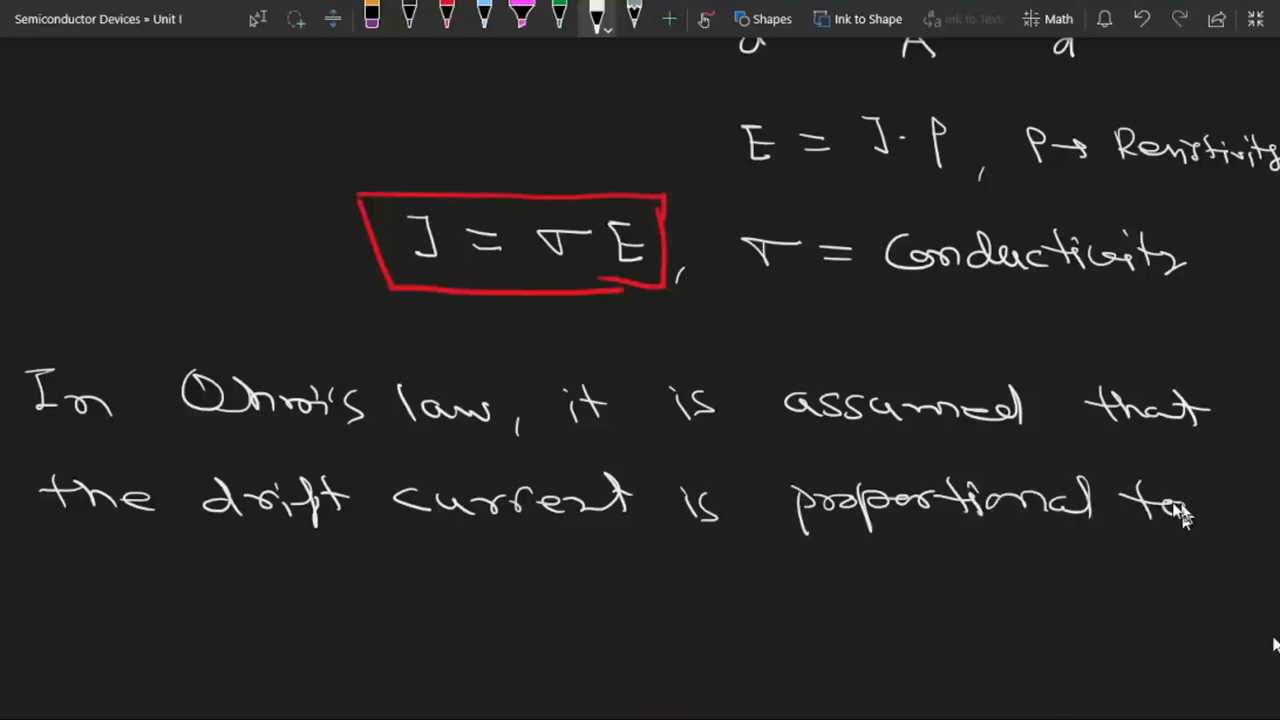 Semiconductor Devices » Unit I
Shapes
Ink to Shape
Ink to Text
Math
E = J · ρ , ρ → Resistivity
J = σ E , σ = Conductivity
In Ohm's law, it is assumed that
the drift current is proportional to